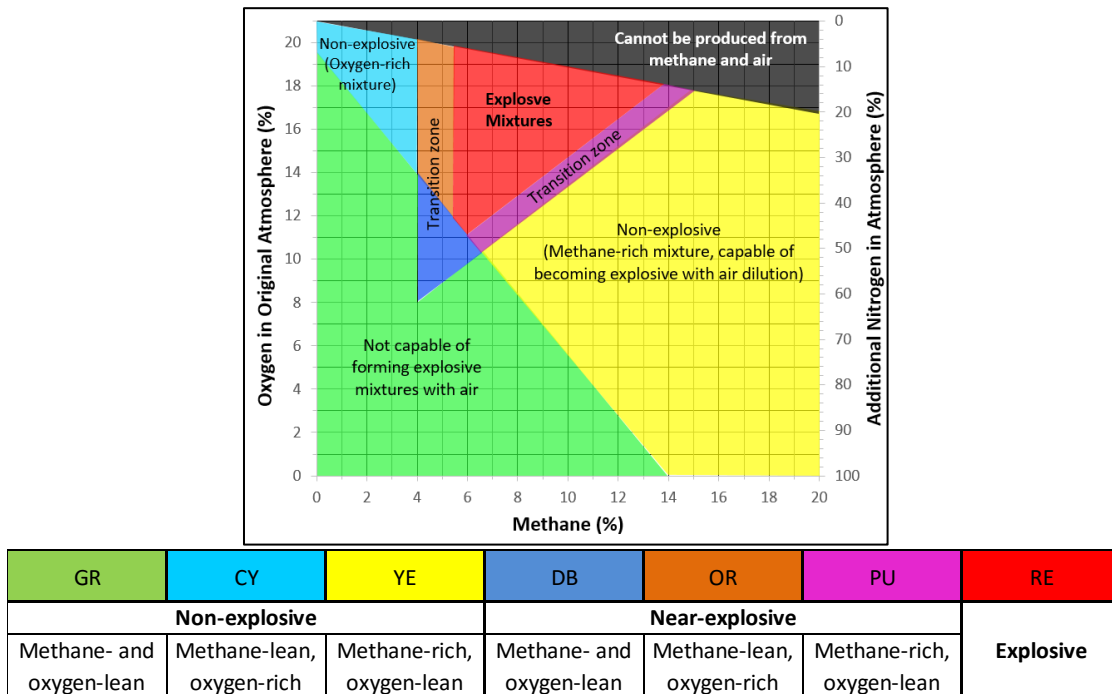 Oxygen in Original Atmosphere (%)
20
18
16
14
12
10
8
6
4
2
0
Non-explosive
(Oxygen-rich
mixture)
Cannot be produced from
methane and air
Explosve
Mixtures
Transition zone
Transition zone
Non-explosive
(Methane-rich mixture, capable of
becoming explosive with air dilution)
Not capable of
forming explosive
mixtures with air
0
10
20
30
40
50
60
70
80
90
100
Additional Nitrogen in Atmosphere (%)
0 2 4 6 8 10 12 14 16 18 20
Methane (%)
GR CY YE DB OR PU RE
Non-explosive Near-explosive Explosive
Methane- and Methane-lean, Methane-rich, Methane- and Methane-lean, Methane-rich,
oxygen-lean oxygen-rich oxygen-lean oxygen-lean oxygen-rich oxygen-lean